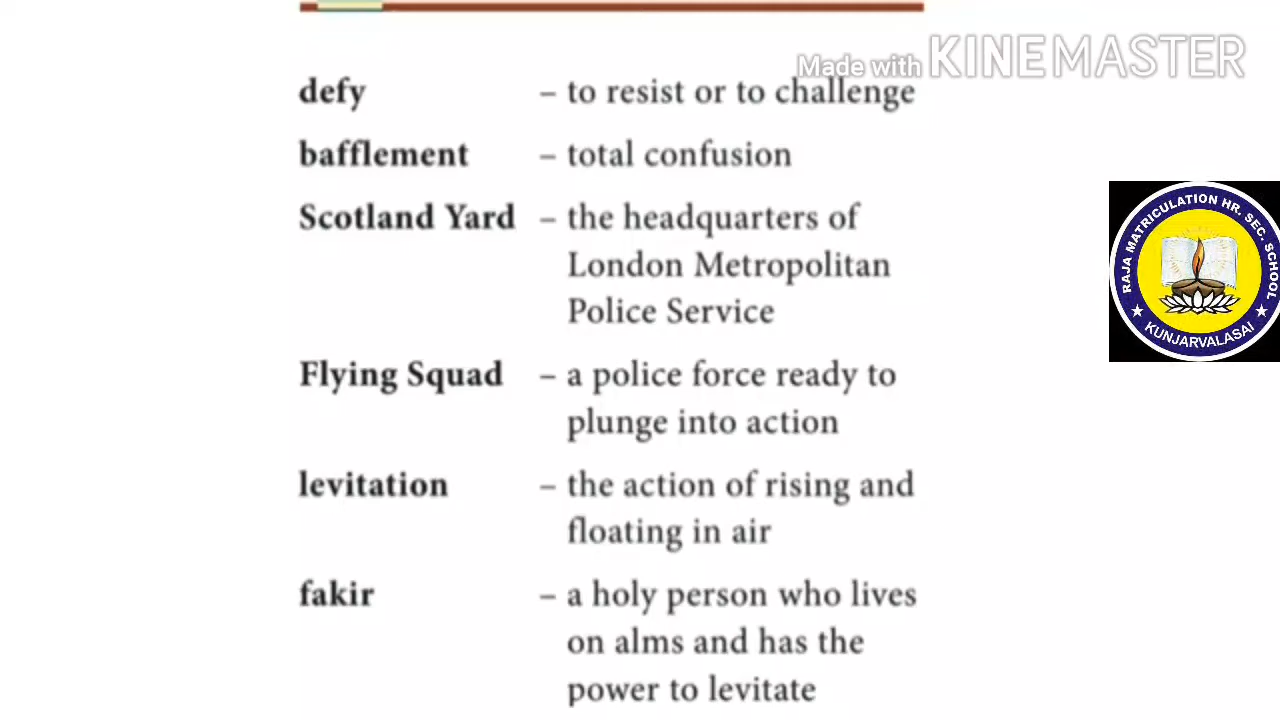 Made with KINEMASTER
defy – to resist or to challenge
bafflement – total confusion
Scotland Yard – the headquarters of
London Metropolitan
Police Service
Flying Squad – a police force ready to
plunge into action
levitation – the action of rising and
floating in air
fakir – a holy person who lives
on alms and has the
power to levitate
RAJA MATRICULATION HR. SEC. SCHOOL
KUNJARVALASAI